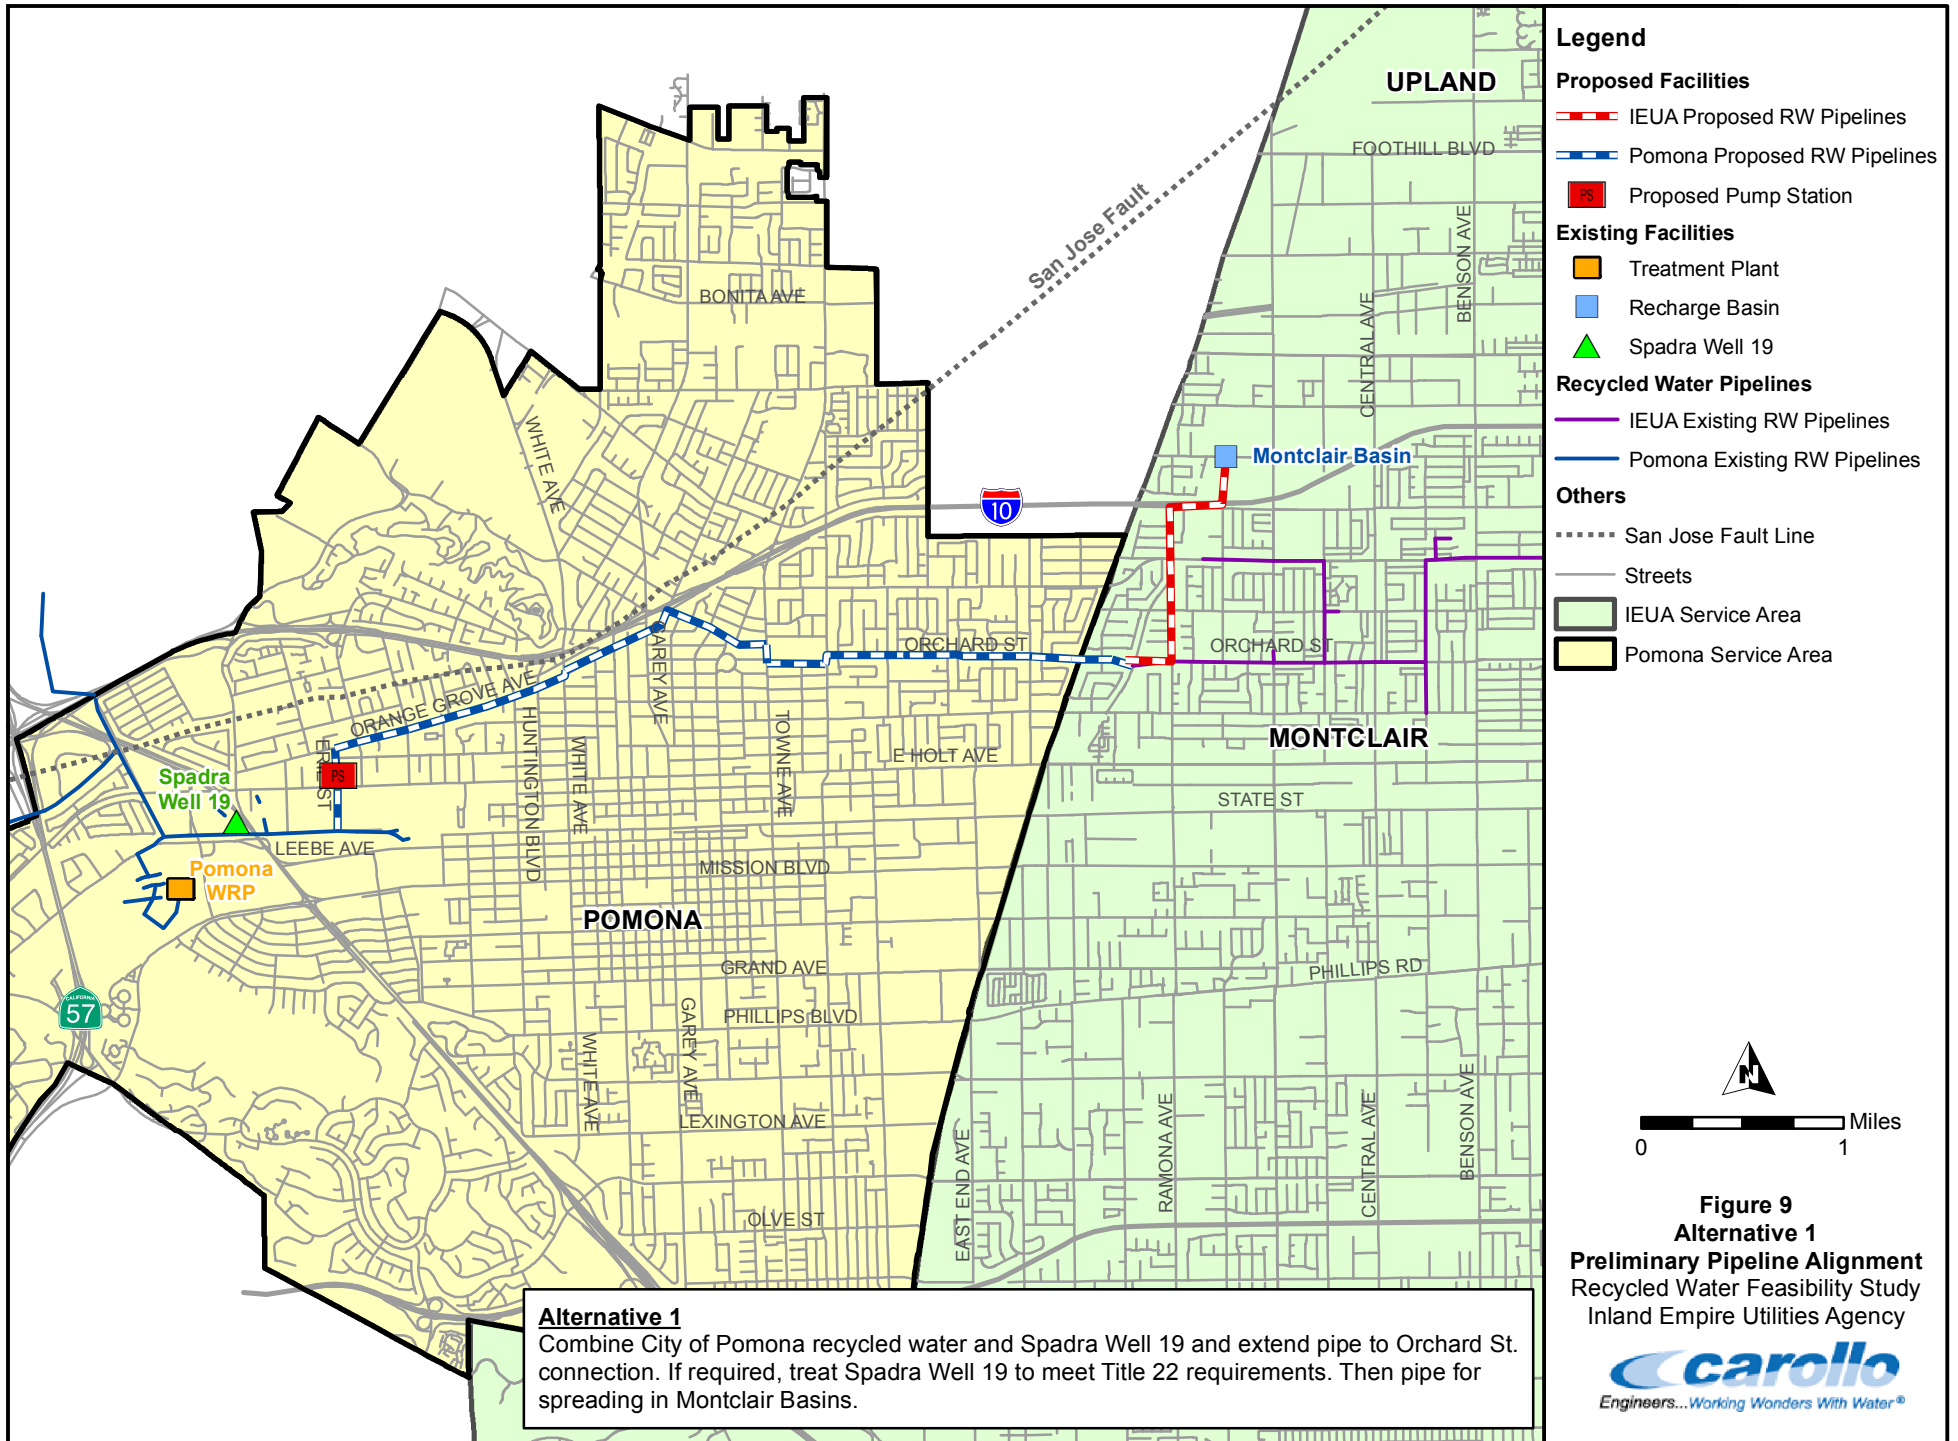 UPLAND
FOOTHILL BLVD
San Jose Fault
BENSON AVE
BONITA AVE
CENTRAL AVE
WHITE AVE
Montclair Basin
10
ORCHARD ST
ORCHARD ST
GAREY AVE
ORANGE GROVE AVE
MONTCLAIR
HUNTINGTON BLVD
WHITE AVE
TOWNE AVE
E HOLT AVE
ERIE ST
PS
Spadra
Well 19
STATE ST
LEEBE AVE
MISSION BLVD
Pomona
WRP
POMONA
GRAND AVE
PHILLIPS RD
CALIFORNIA
57
PHILLIPS BLVD
GAREY AVE
WHITE AVE
LEXINGTON AVE
EAST END AVE
RAMONA AVE
CENTRAL AVE
BENSON AVE
OLVE ST
Alternative 1
Combine City of Pomona recycled water and Spadra Well 19 and extend pipe to Orchard St.
connection. If required, treat Spadra Well 19 to meet Title 22 requirements. Then pipe for
spreading in Montclair Basins.
Legend
Proposed Facilities
IEUA Proposed RW Pipelines
Pomona Proposed RW Pipelines
PS Proposed Pump Station
Existing Facilities
Treatment Plant
Recharge Basin
Spadra Well 19
Recycled Water Pipelines
IEUA Existing RW Pipelines
Pomona Existing RW Pipelines
Others
San Jose Fault Line
Streets
IEUA Service Area
Pomona Service Area
N
Miles
0 1
Figure 9
Alternative 1
Preliminary Pipeline Alignment
Recycled Water Feasibility Study
Inland Empire Utilities Agency
carollo
Engineers...Working Wonders With Water®